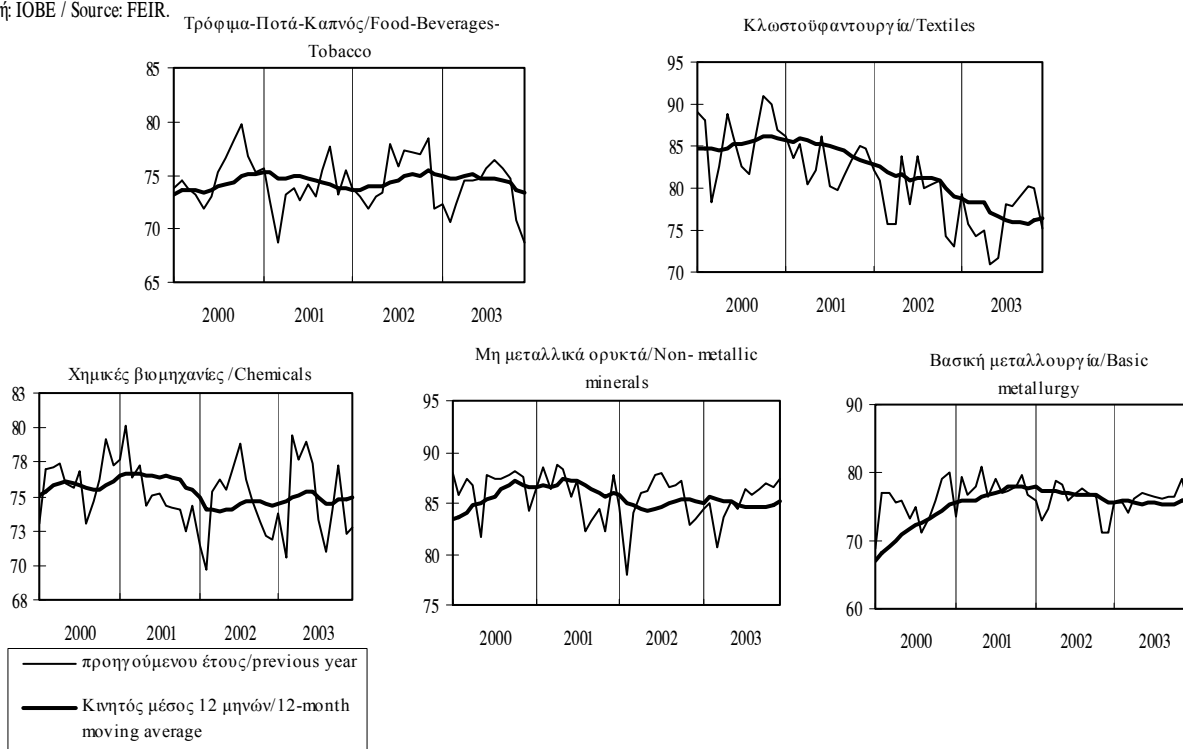 ή: ΙΟΒΕ / Source: FEIR.
Τρόφιμα-Ποτά-Καπνός/Food-Beverages-
Tobacco
85
80
75
70
65
2000 2001 2002 2003
Κλωστοϋφαντουργία/Textiles
95
90
85
80
75
70
2000 2001 2002 2003
Χημικές βιομηχανίες /Chemicals
83
80
78
75
73
70
68
2000 2001 2002 2003
Μη μεταλλικά ορυκτά/Non- metallic
minerals
95
90
85
80
75
2000 2001 2002 2003
Βασική μεταλλουργία/Basic
metallurgy
90
80
70
60
2000 2001 2002 2003
προηγούμενου έτους/previous year
Κινητός μέσος 12 μηνών/12-month
moving average